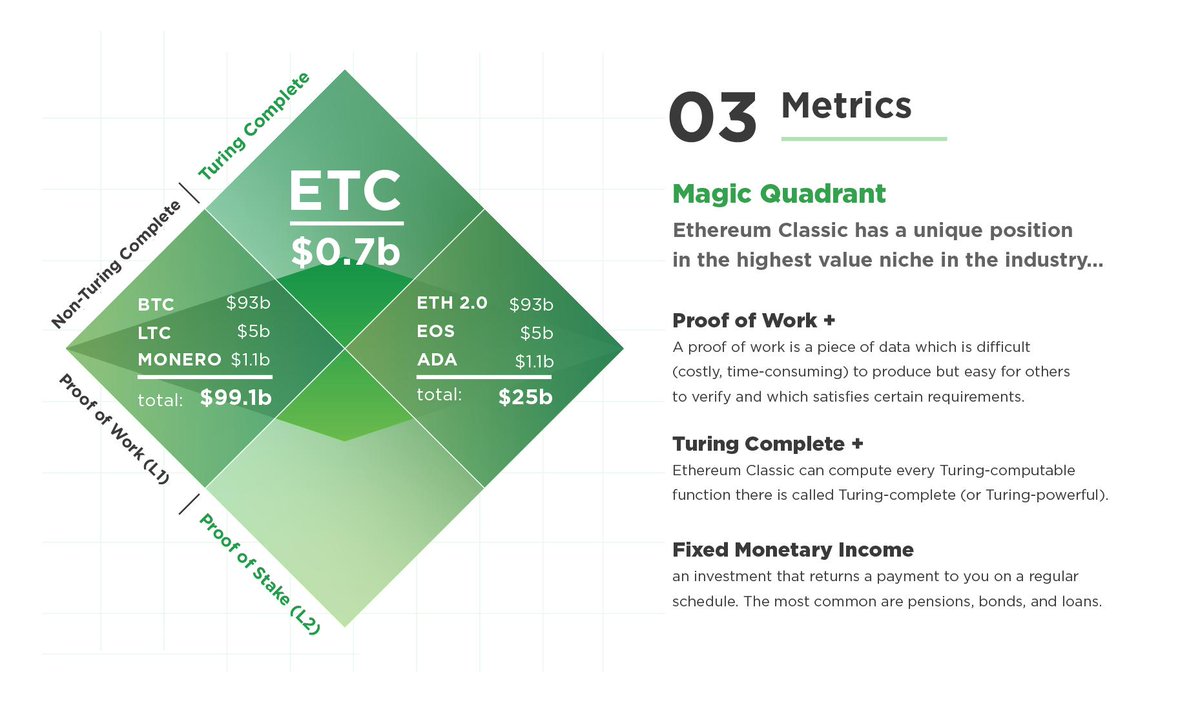 Turing Complete
Non-Turing Complete
ETC
$0.7b
BTC $93b
LTC $5b
MONERO $1.1b
total: $99.1b
ETH 2.0 $93b
EOS $5b
ADA $1.1b
total: $25b
Proof of Work (L1)
Proof of Stake (L2)
03 Metrics
Magic Quadrant
Ethereum Classic has a unique position
in the highest value niche in the industry...
Proof of Work +
A proof of work is a piece of data which is difficult
(costly, time-consuming) to produce but easy for others
to verify and which satisfies certain requirements.
Turing Complete +
Ethereum Classic can compute every Turing-computable
function there is called Turing-complete (or Turing-powerful).
Fixed Monetary Income
an investment that returns a payment to you on a regular
schedule. The most common are pensions, bonds, and loans.